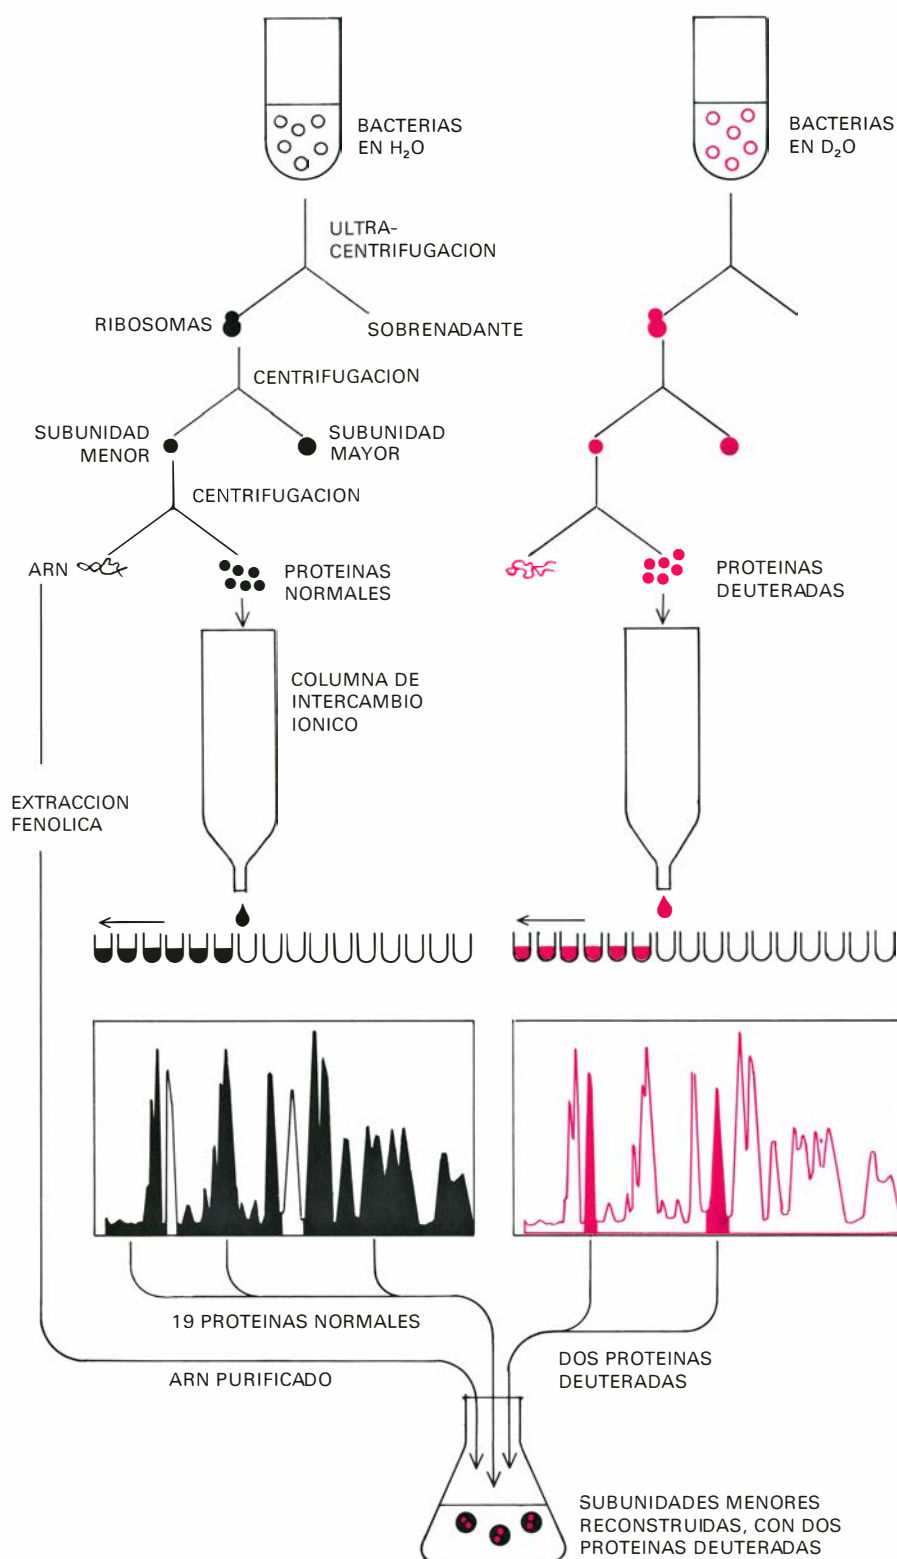 BACTERIAS
EN H₂O
BACTERIAS
EN D₂O
ULTRA-
CENTRIFUGACION
RIBOSOMAS
SOBRENADANTE
CENTRIFUGACION
SUBUNIDAD
MENOR
SUBUNIDAD
MAYOR
CENTRIFUGACION
ARN
PROTEINAS
NORMALES
PROTEINAS
DEUTERADAS
COLUMNA DE
INTERCAMBIO
IONICO
EXTRACCION
FENOLICA
19 PROTEINAS NORMALES
DOS PROTEINAS
DEUTERADAS
ARN PURIFICADO
SUBUNIDADES MENORES
RECONSTRUIDAS, CON DOS
PROTEINAS DEUTERADAS